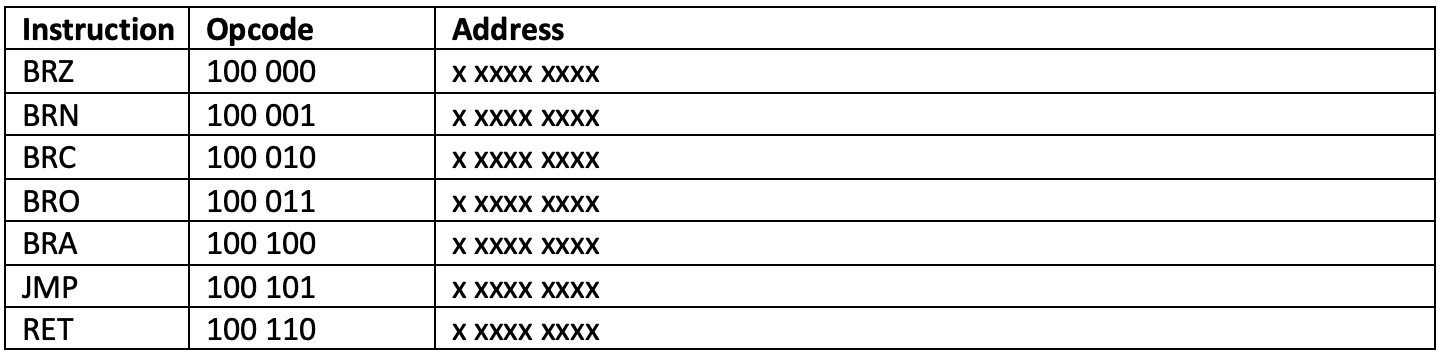 Instruction Opcode Address
BRZ 100 000 x xxxx xxxx
BRN 100 001 x xxxx xxxx
BRC 100 010 x xxxx xxxx
BRO 100 011 x xxxx xxxx
BRA 100 100 x xxxx xxxx
JMP 100 101 x xxxx xxxx
RET 100 110 x xxxx xxxx